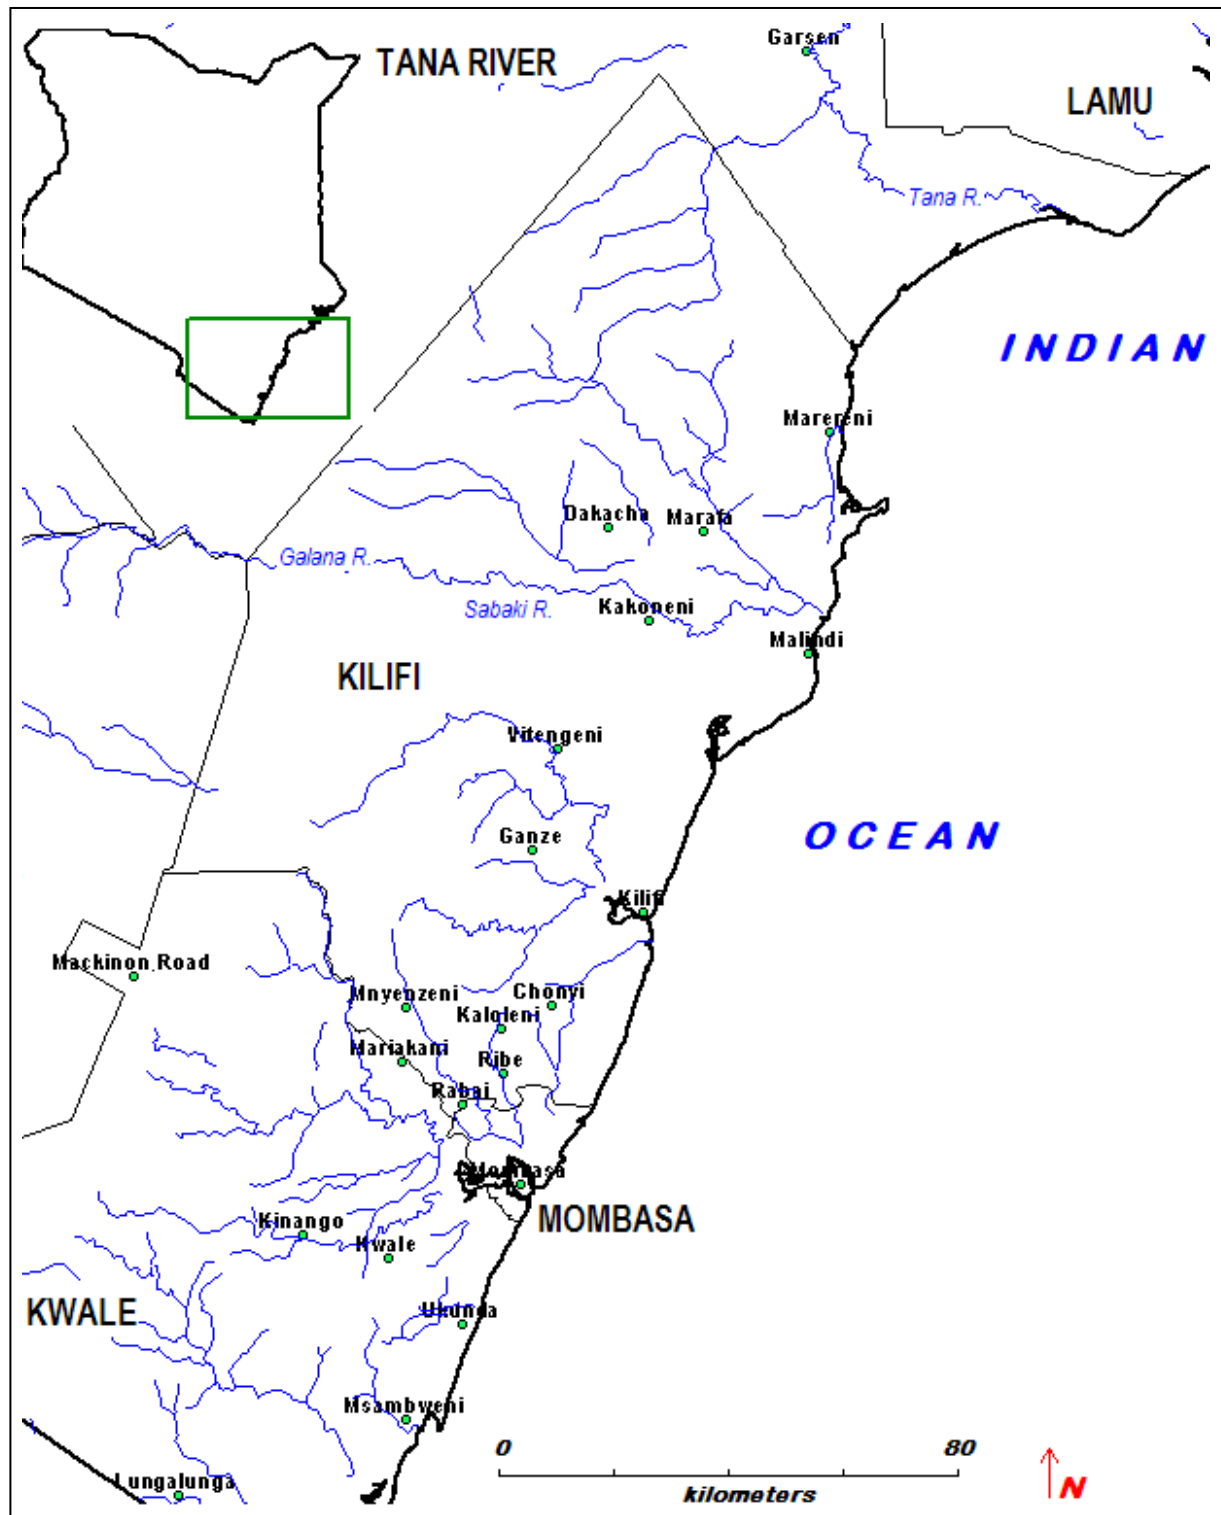 Garsen
TANA RIVER
LAMU
Tana R.
INDIAN
Marereni
Dakacha
Marafa
Galana R.
Sabaki R.
Kakoneni
Malindi
KILIFI
Vitengeni
Ganze
OCEAN
Kilifi
Mackinon Road
Mnyenzeni
Chonyi
Kaloleni
Mariakani
Ribe
Rabai
Mombasa
Kinango
MOMBASA
Kwale
KWALE
Ukunda
Msambweni
0 80
Lungalunga
kilometers
N